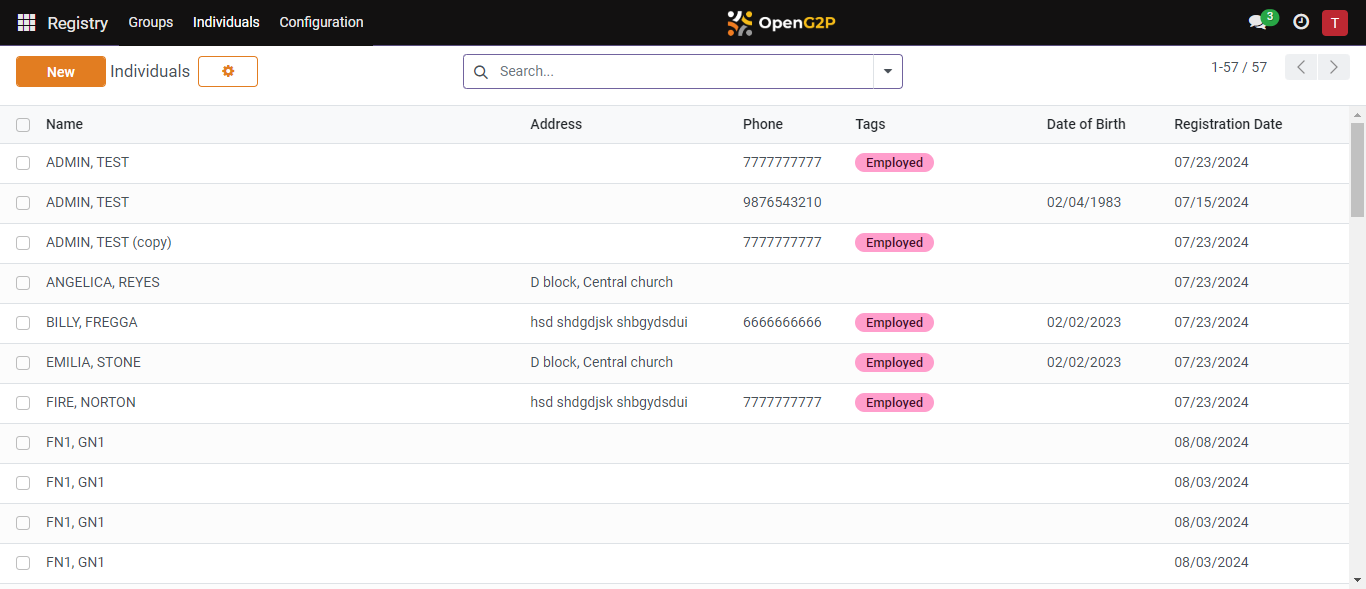 Registry Groups Individuals Configuration OpenG2P 3 T
New Individuals Search... 1-57 / 57
Name Address Phone Tags Date of Birth Registration Date
ADMIN, TEST 7777777777 Employed 07/23/2024
ADMIN, TEST 9876543210 02/04/1983 07/15/2024
ADMIN, TEST (copy) 7777777777 Employed 07/23/2024
ANGELICA, REYES D block, Central church 07/23/2024
BILLY, FREGGA hsd shdgdjsk shbgydsdui 6666666666 Employed 02/02/2023 07/23/2024
EMILIA, STONE D block, Central church Employed 02/02/2023 07/23/2024
FIRE, NORTON hsd shdgdjsk shbgydsdui 7777777777 Employed 07/23/2024
FN1, GN1 08/08/2024
FN1, GN1 08/03/2024
FN1, GN1 08/03/2024
FN1, GN1 08/03/2024